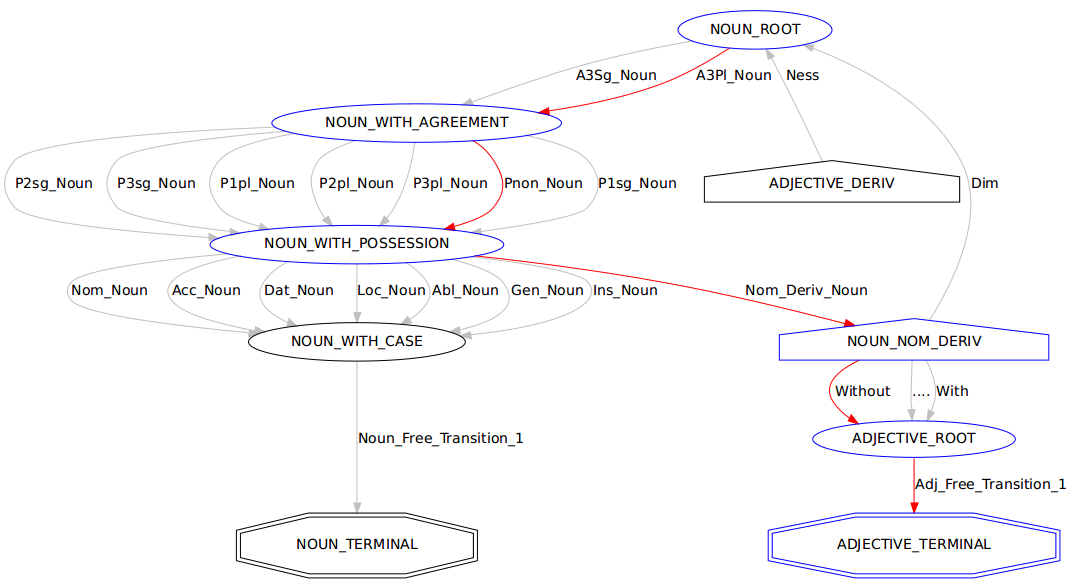 NOUN_ROOT
A3Sg_Noun A3Pl_Noun Ness
NOUN_WITH_AGREEMENT
P2sg_Noun P3sg_Noun P1pl_Noun P2pl_Noun P3pl_Noun Pnon_Noun P1sg_Noun ADJECTIVE_DERIV Dim
NOUN_WITH_POSSESSION
Nom_Noun Acc_Noun Dat_Noun Loc_Noun Abl_Noun Gen_Noun Ins_Noun Nom_Deriv_Noun
NOUN_WITH_CASE NOUN_NOM_DERIV
Without .... With
Noun_Free_Transition_1 ADJECTIVE_ROOT
Adj_Free_Transition_1
NOUN_TERMINAL ADJECTIVE_TERMINAL